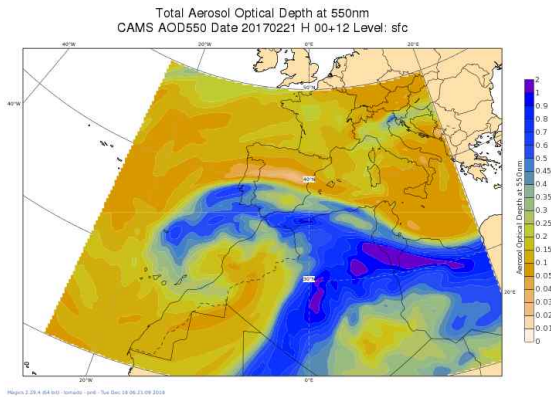 Total Aerosol Optical Depth at 550nm
CAMS AOD550 Date 20170221 H 00+12 Level: sfc
40°W
20°W
0°E
20°E
40°W
50°N
40°N
30°N
20°E
20°W
0°E
Aerosol Optical Depth at 550nm
2
1
0.9
0.8
0.7
0.6
0.5
0.45
0.4
0.35
0.3
0.25
0.2
0.15
0.1
0.05
0.04
0.03
0.02
0.01
0